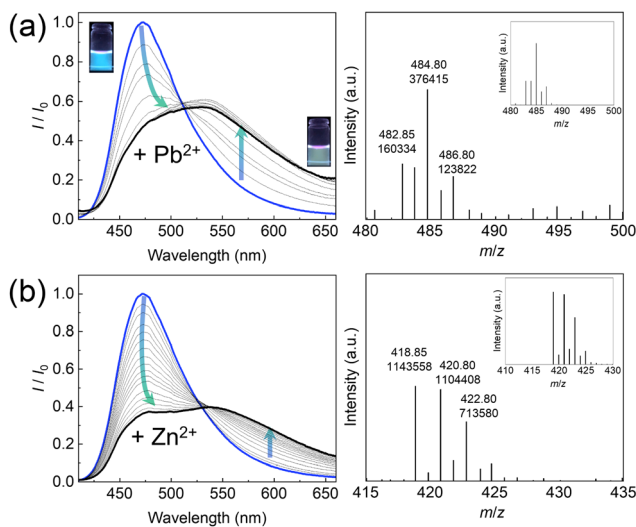 (a)
I / I0
1.0
0.8
0.6
0.4
0.2
0.0
+ Pb2+
450 500 550 600 650
Wavelength (nm)
Intensity (a.u.)
484.80
376415
482.85
160334
486.80
123822
480 485 490 495 500
m/z
Intensity (a.u.)
480 485 490 495 500
m/z
(b)
I / I0
1.0
0.8
0.6
0.4
0.2
0.0
+ Zn2+
450 500 550 600 650
Wavelength (nm)
Intensity (a.u.)
418.85
1143558
420.80
1104408
422.80
713580
415 420 425 430 435
m/z
Intensity (a.u.)
410 415 420 425 430
m/z